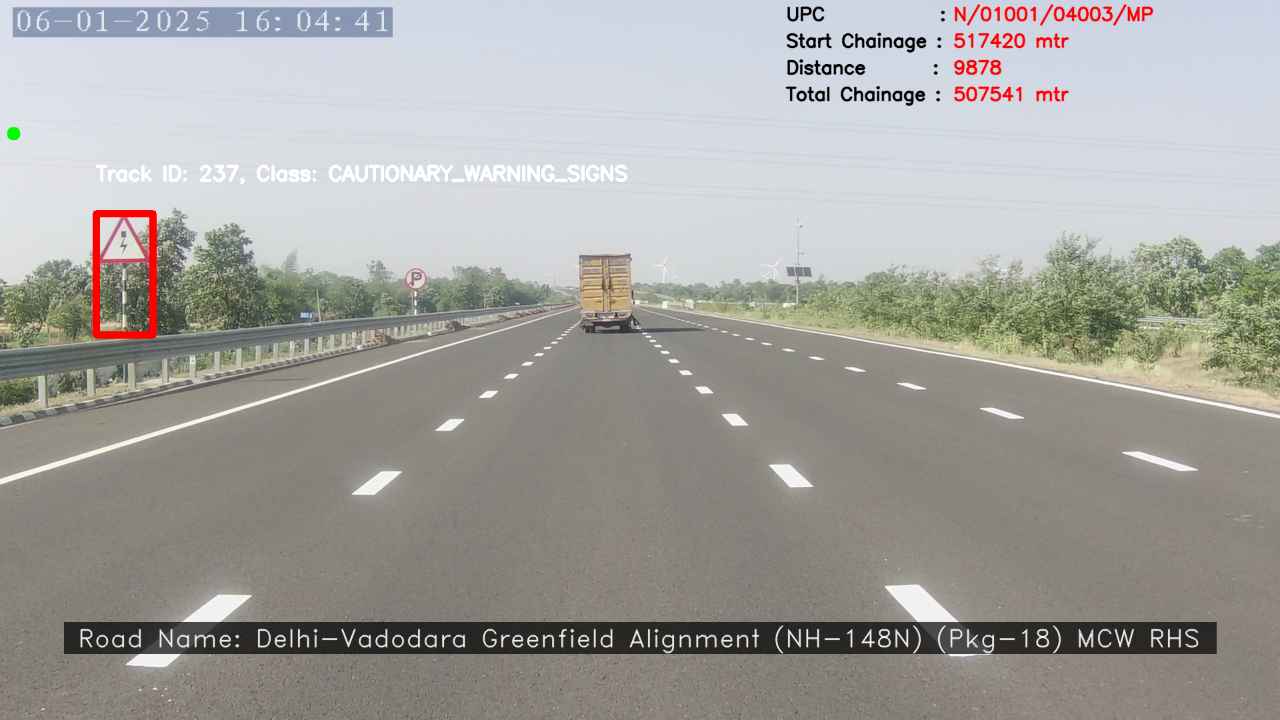 06-01-2025 16:04:41
UPC : N/01001/04003/MP
Start Chainage : 517420 mtr
Distance : 9878
Total Chainage : 507541 mtr
Track ID: 237, Class: CAUTIONARY_WARNING_SIGNS
P
Road Name: Delhi-Vadodara Greenfield Alignment (NH-148N) (Pkg-18) MCW RHS